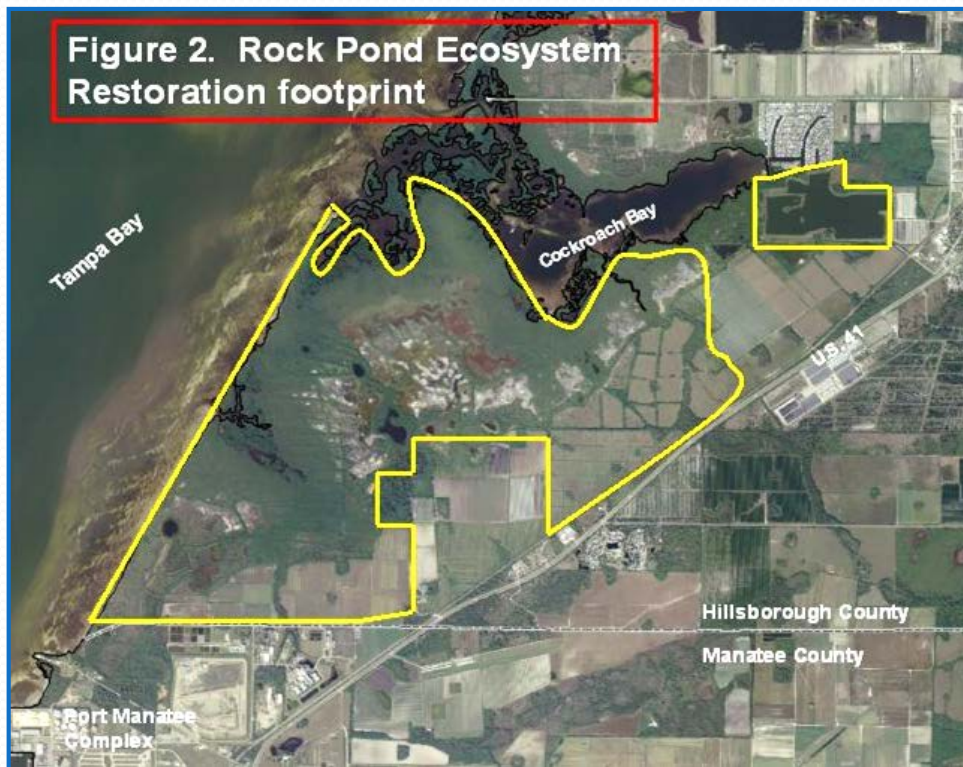 Figure 2. Rock Pond Ecosystem
Restoration footprint
Tampa Bay
Cockroach Bay
U.S. 41
Hillsborough County
Manatee County
Port Manatee
Complex